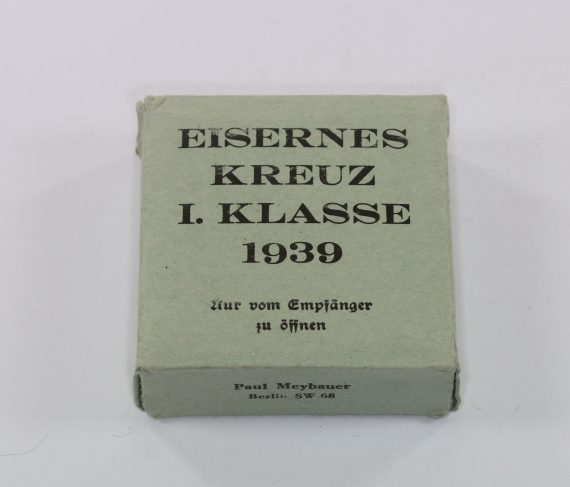 EISERNES
KREUZ
I. KLASSE
1939
Nur vom Empfänger
zu öffnen
Paul Meybauer
Berlin SW 68